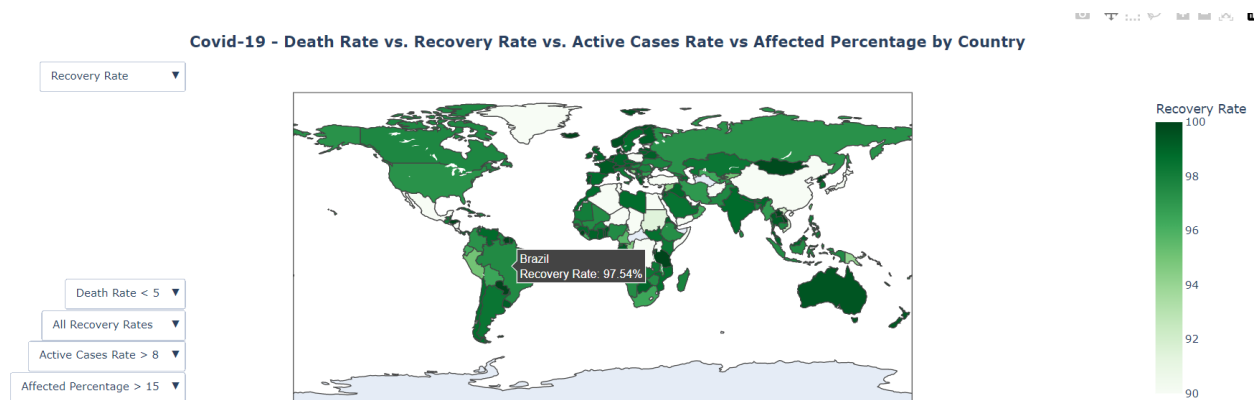 Covid-19 - Death Rate vs. Recovery Rate vs. Active Cases Rate vs Affected Percentage by Country
Recovery Rate ▼
Recovery Rate
100
98
96
94
92
90
Brazil
Recovery Rate: 97.54%
Death Rate < 5 ▼
All Recovery Rates ▼
Active Cases Rate > 8 ▼
Affected Percentage > 15 ▼